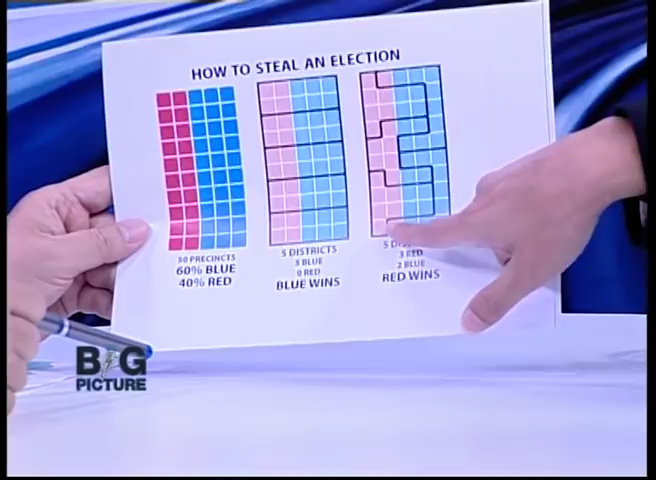 HOW TO STEAL AN ELECTION
50 PRECINCTS
60% BLUE
40% RED
5 DISTRICTS
5 BLUE
0 RED
BLUE WINS
5 D
3 RED
2 BLUE
RED WINS
BIG
PICTURE